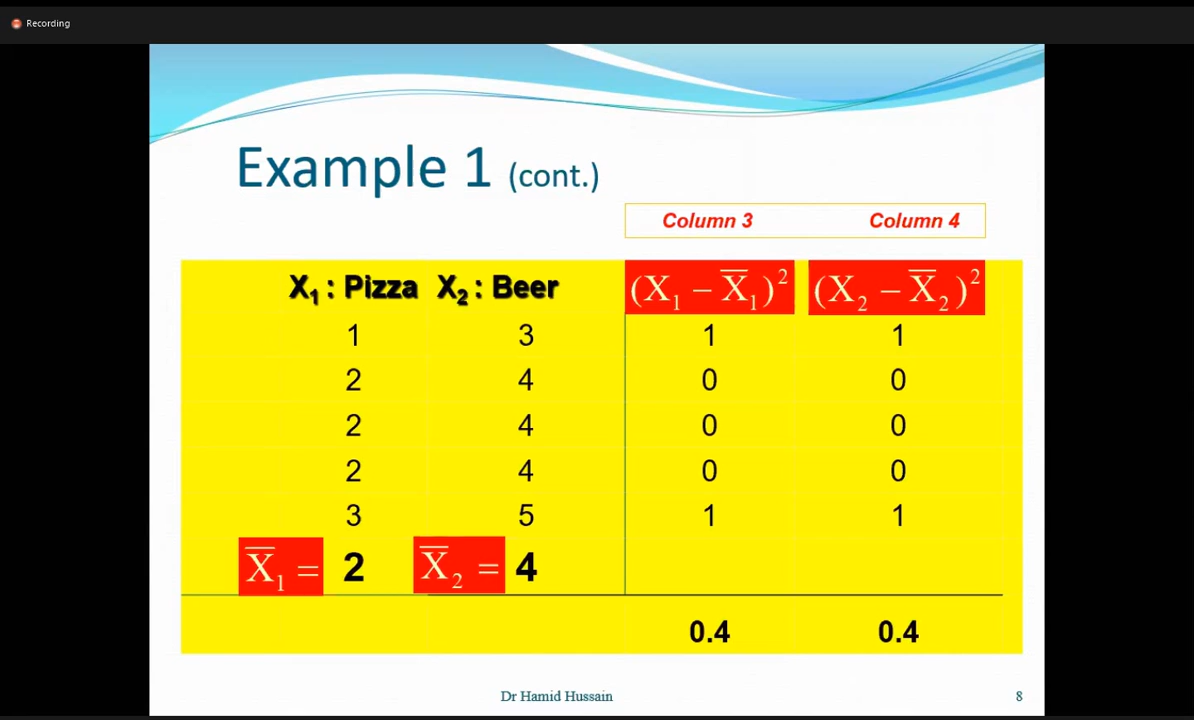 Recording
Example 1 (cont.)
Column 3 Column 4
X₁ : Pizza X₂ : Beer (X₁ − X̅₁)² (X₂ − X̅₂)²
1 3 1 1
2 4 0 0
2 4 0 0
2 4 0 0
3 5 1 1
X̅₁ = 2 X̅₂ = 4
0.4 0.4
Dr Hamid Hussain 8